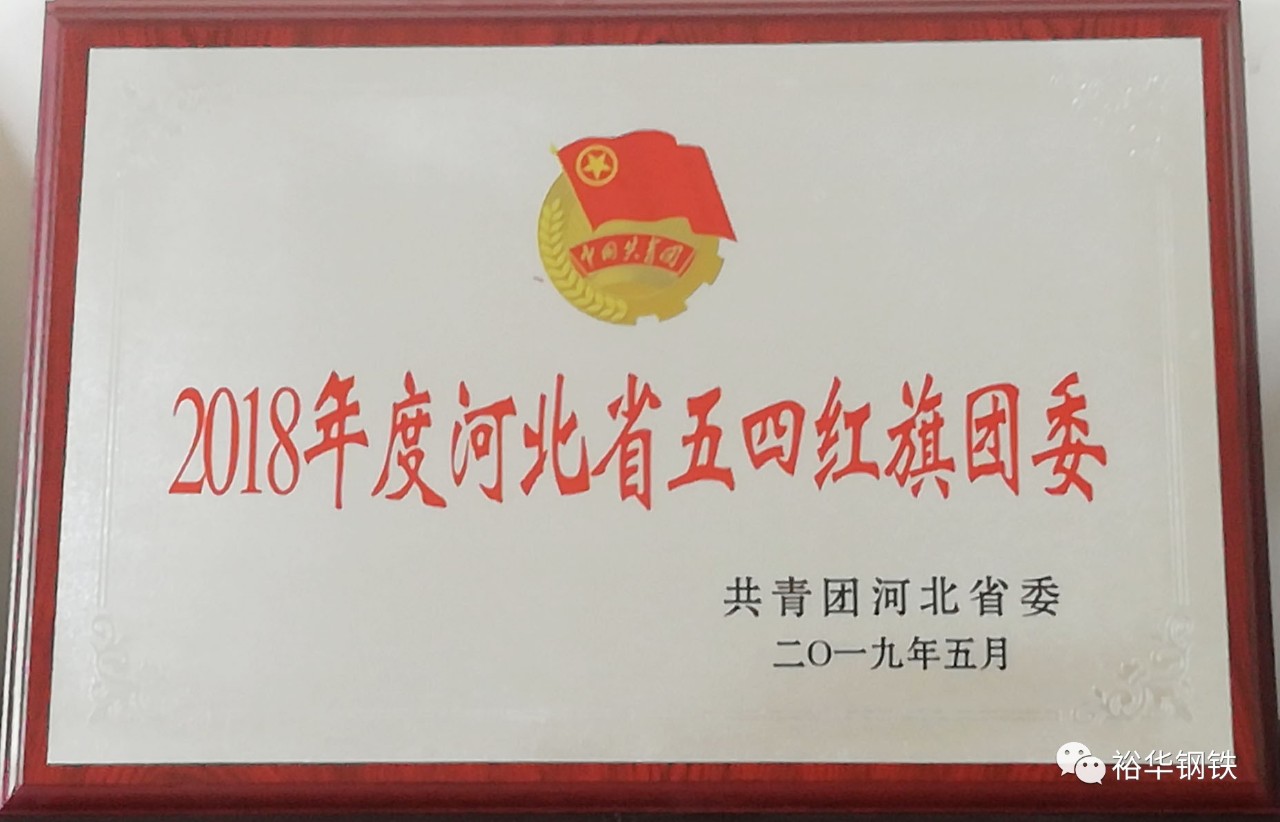 中国共青团
2018年度河北省五四红旗团委
共青团河北省委
二〇一九年五月
裕华钢铁